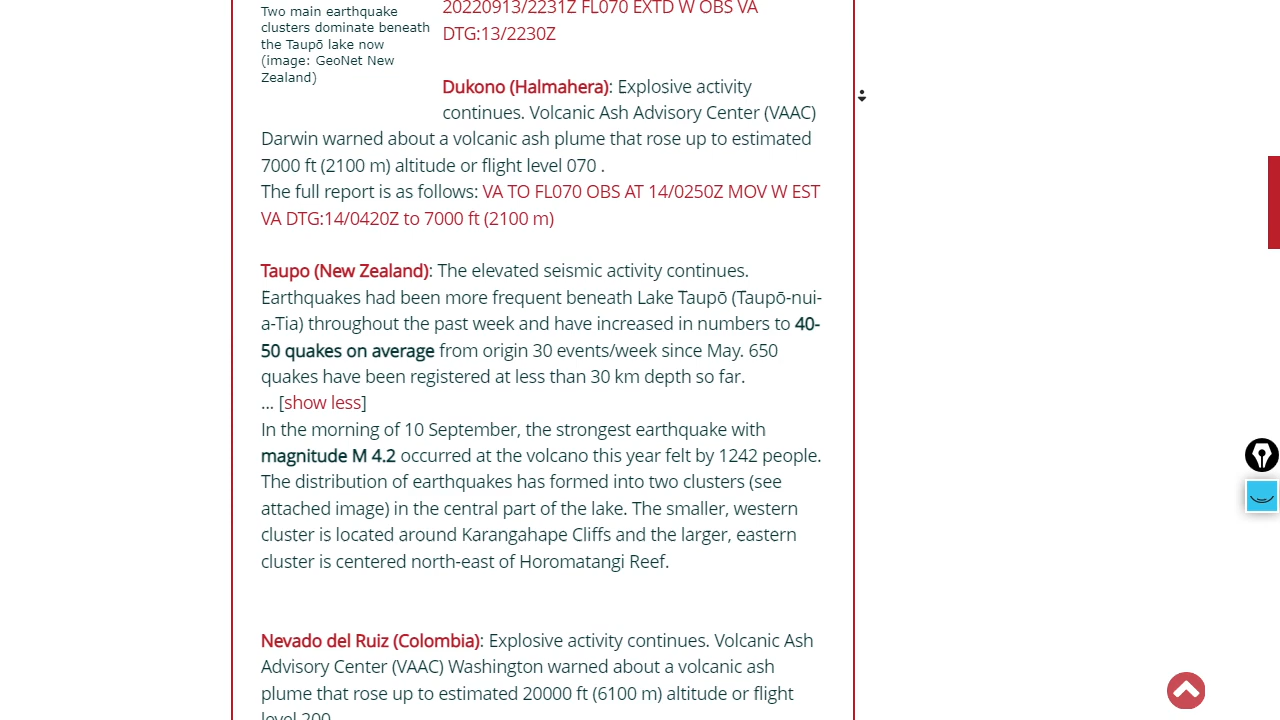 Two main earthquake
clusters dominate beneath
the Taupō lake now
(image: GeoNet New
Zealand)
20220913/2231Z FL070 EXTD W OBS VA
DTG:13/2230Z
Dukono (Halmahera): Explosive activity
continues. Volcanic Ash Advisory Center (VAAC)
Darwin warned about a volcanic ash plume that rose up to estimated
7000 ft (2100 m) altitude or flight level 070 .
The full report is as follows: VA TO FL070 OBS AT 14/0250Z MOV W EST
VA DTG:14/0420Z to 7000 ft (2100 m)
Taupo (New Zealand): The elevated seismic activity continues.
Earthquakes had been more frequent beneath Lake Taupō (Taupō-nui-
a-Tia) throughout the past week and have increased in numbers to 40-
50 quakes on average from origin 30 events/week since May. 650
quakes have been registered at less than 30 km depth so far.
... [show less]
In the morning of 10 September, the strongest earthquake with
magnitude M 4.2 occurred at the volcano this year felt by 1242 people.
The distribution of earthquakes has formed into two clusters (see
attached image) in the central part of the lake. The smaller, western
cluster is located around Karangahape Cliffs and the larger, eastern
cluster is centered north-east of Horomatangi Reef.
Nevado del Ruiz (Colombia): Explosive activity continues. Volcanic Ash
Advisory Center (VAAC) Washington warned about a volcanic ash
plume that rose up to estimated 20000 ft (6100 m) altitude or flight
level 200